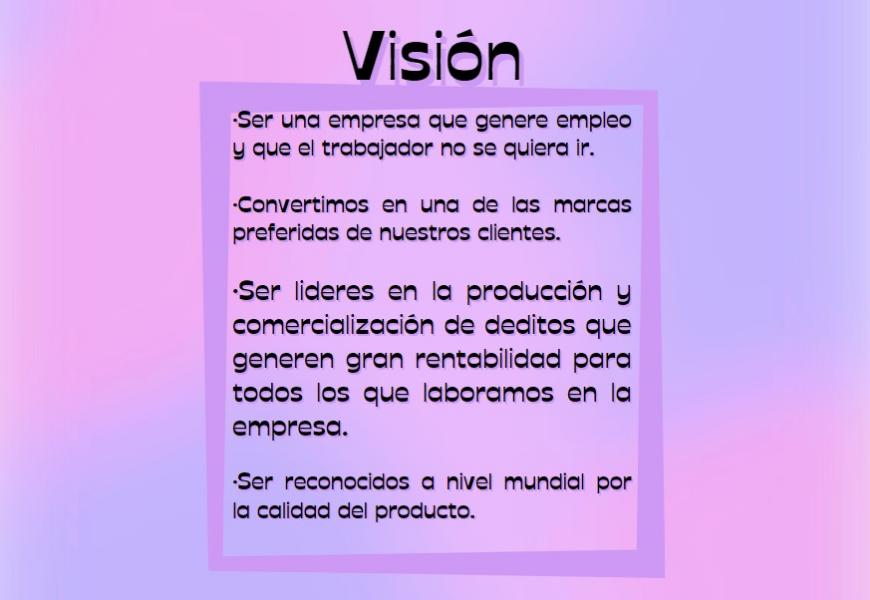 Visión
·Ser una empresa que genere empleo
y que el trabajador no se quiera ir.
·Convertimos en una de las marcas
preferidas de nuestros clientes.
·Ser lideres en la producción y
comercialización de deditos que
generen gran rentabilidad para
todos los que laboramos en la
empresa.
·Ser reconocidos a nivel mundial por
la calidad del producto.